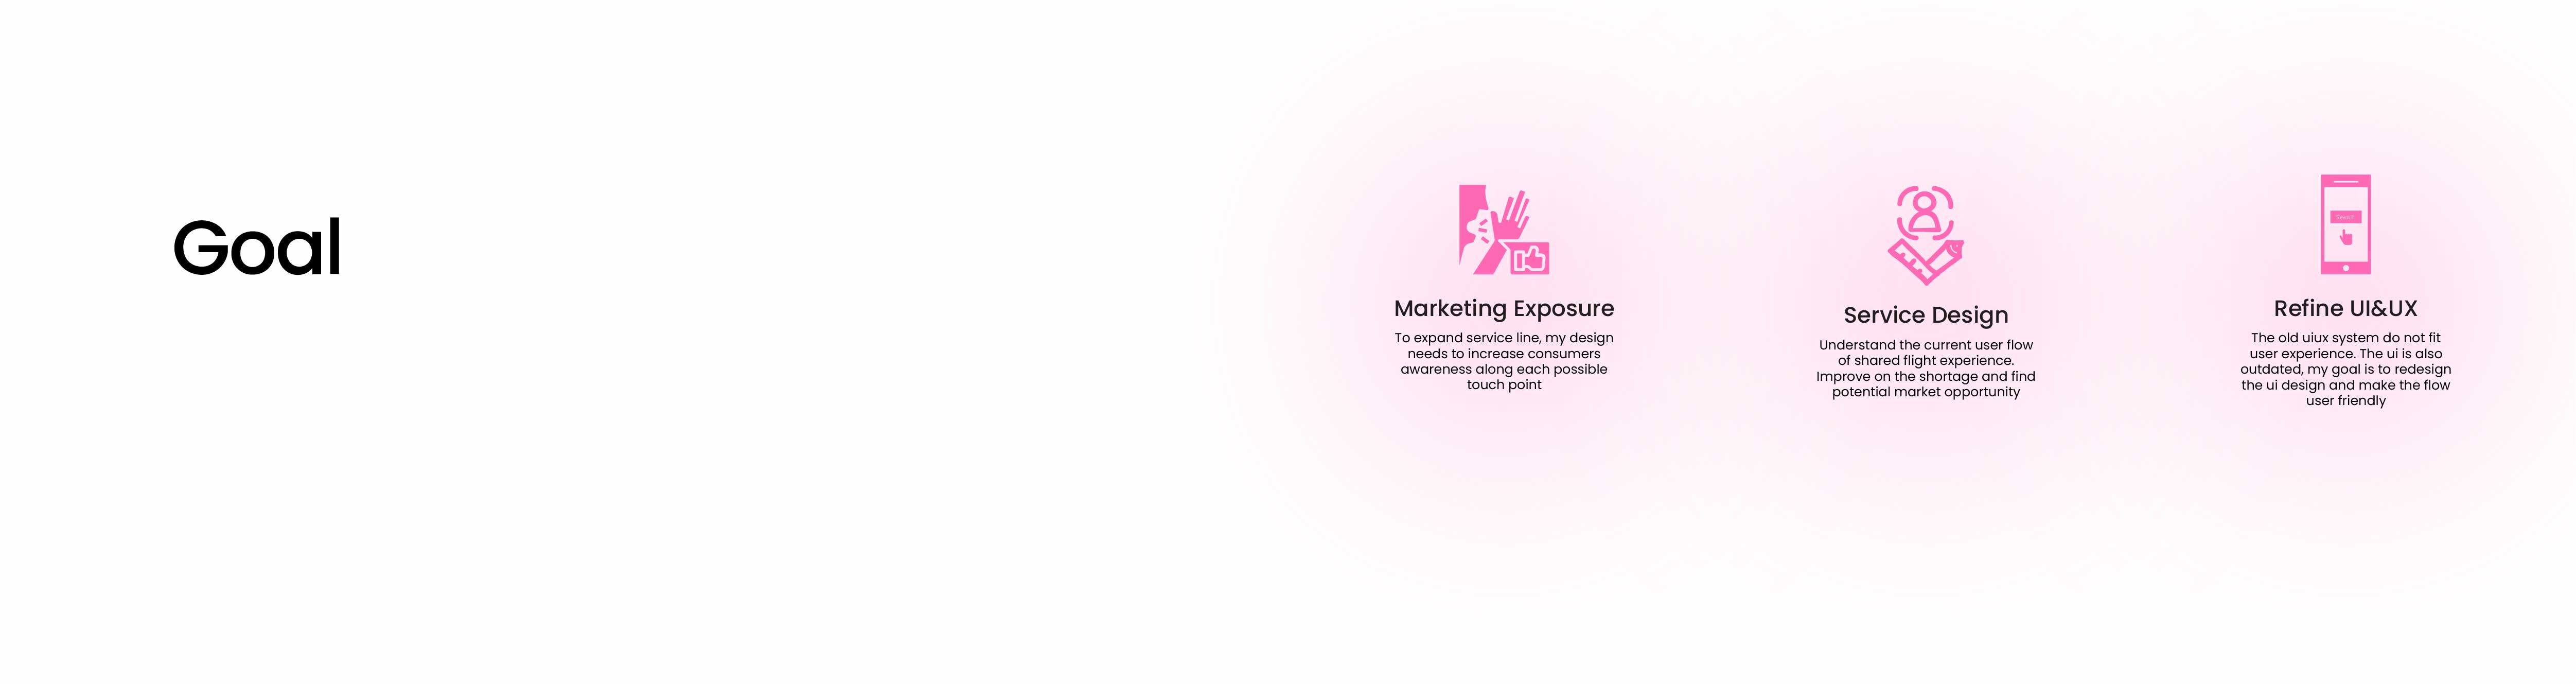 Goal
Marketing Exposure
To expand service line, my design
needs to increase consumers
awareness along each possible
touch point
Service Design
Understand the current user flow
of shared flight experience.
Improve on the shortage and find
potential market opportunity
Refine UI&UX
The old uiux system do not fit
user experience. The ui is also
outdated, my goal is to redesign
the ui design and make the flow
user friendly